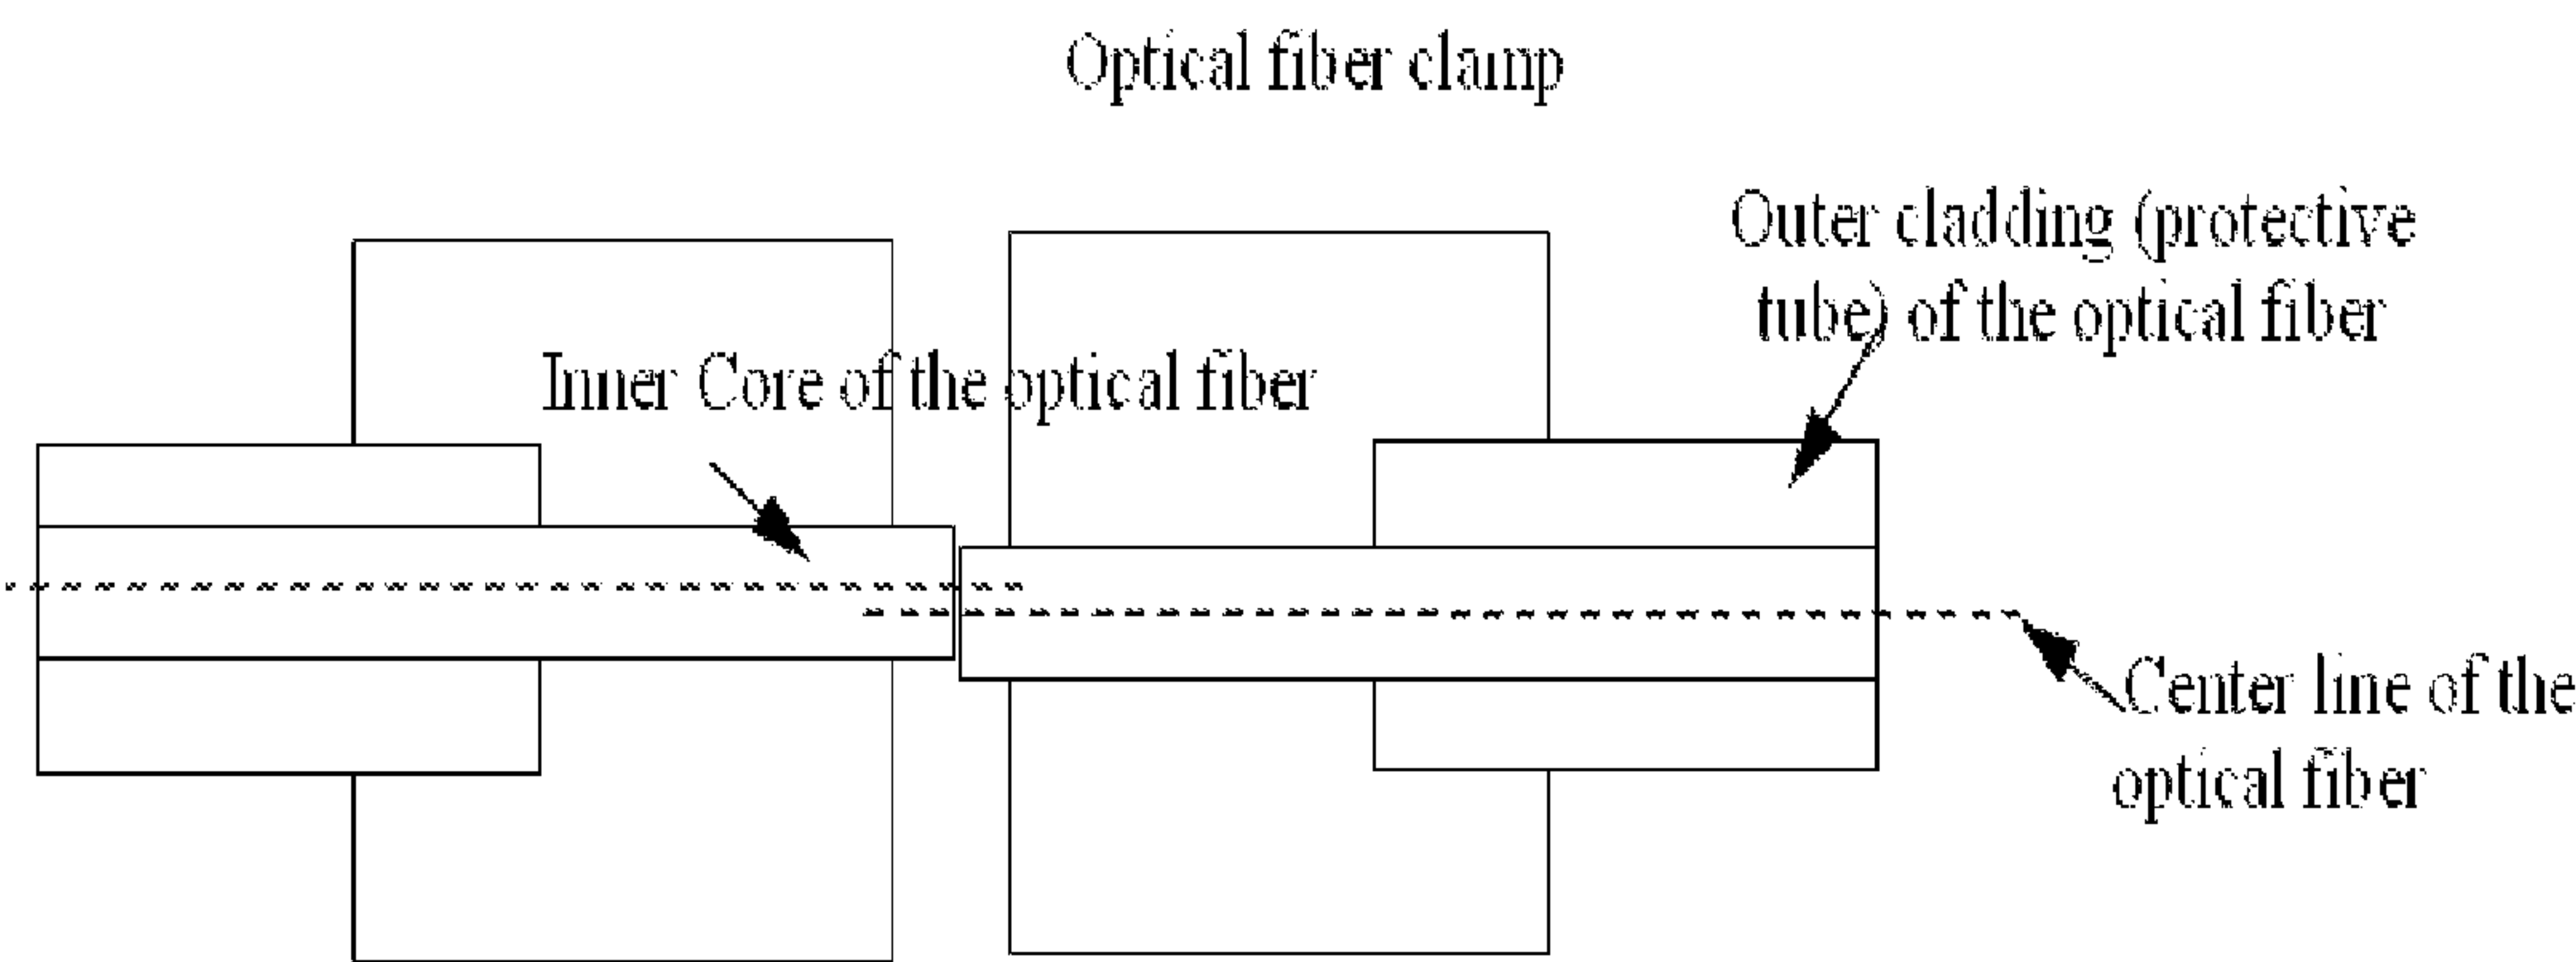 Optical fiber clamp
Outer cladding (protective
tube) of the optical fiber
Inner Core of the optical fiber
Center line of the
optical fiber